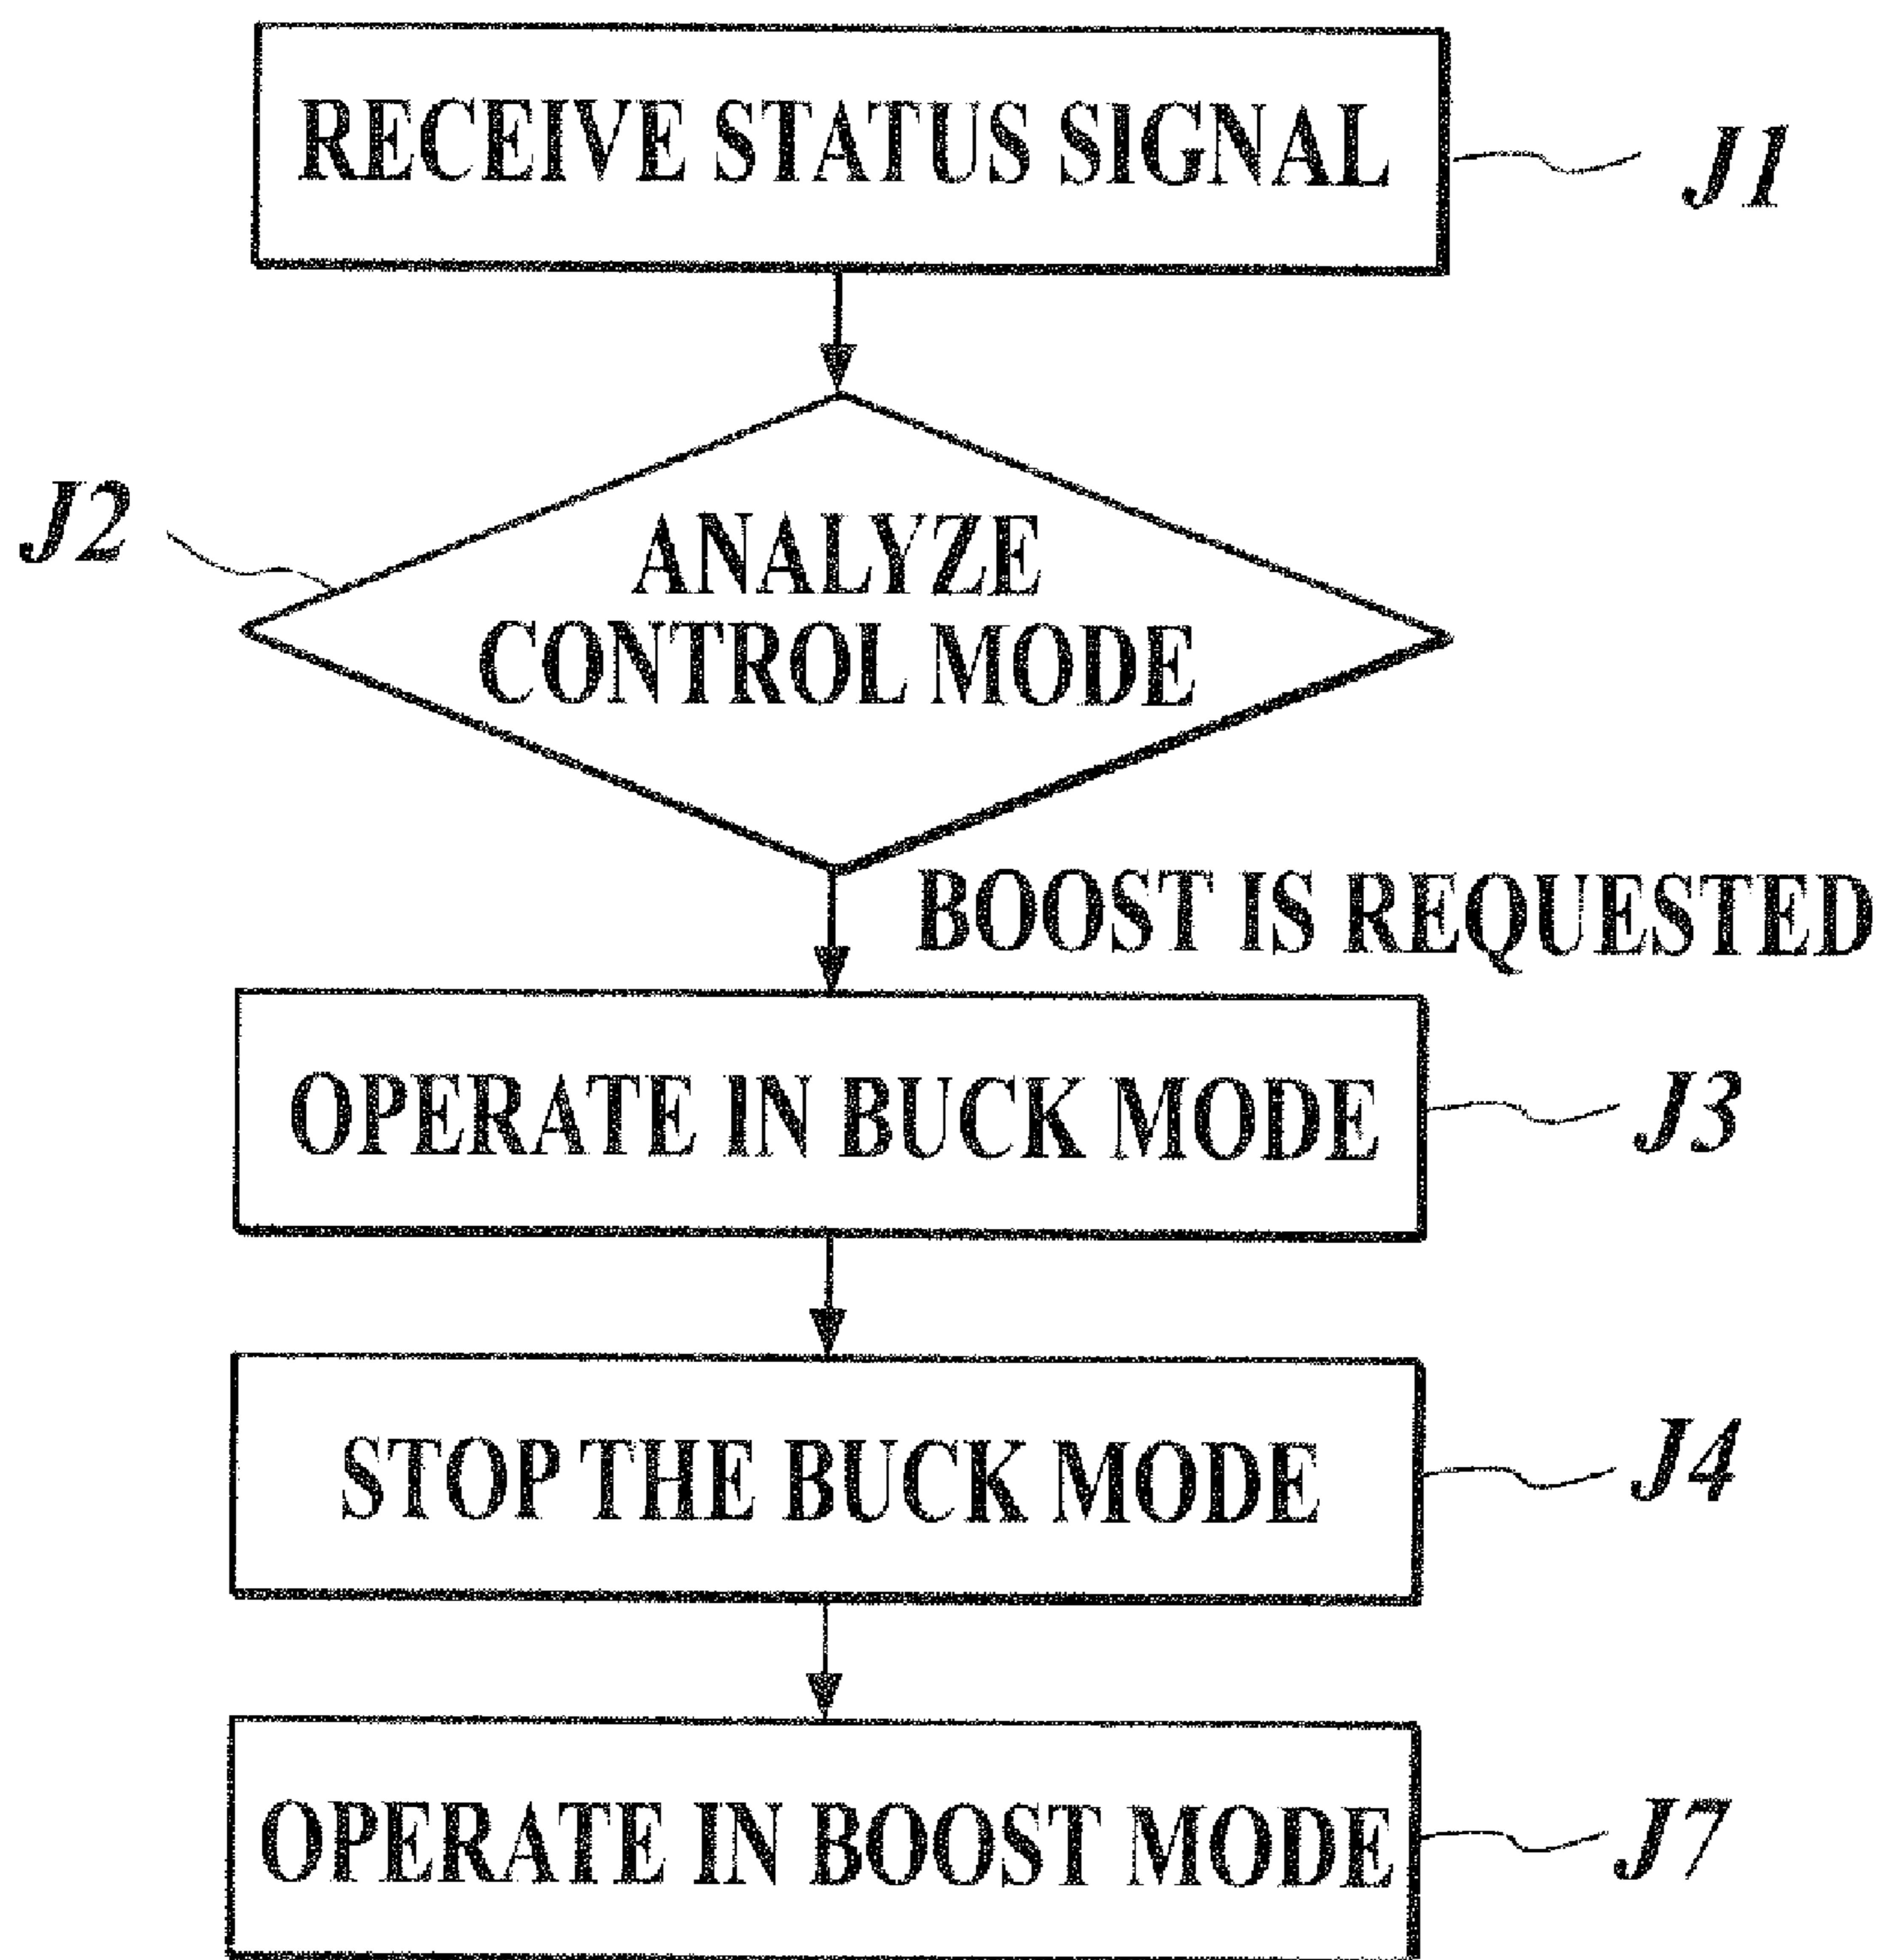 RECEIVE STATUS SIGNAL
J1
J2
ANALYZE
CONTROL MODE
BOOST IS REQUESTED
OPERATE IN BUCK MODE
J3
STOP THE BUCK MODE
J4
OPERATE IN BOOST MODE
J7